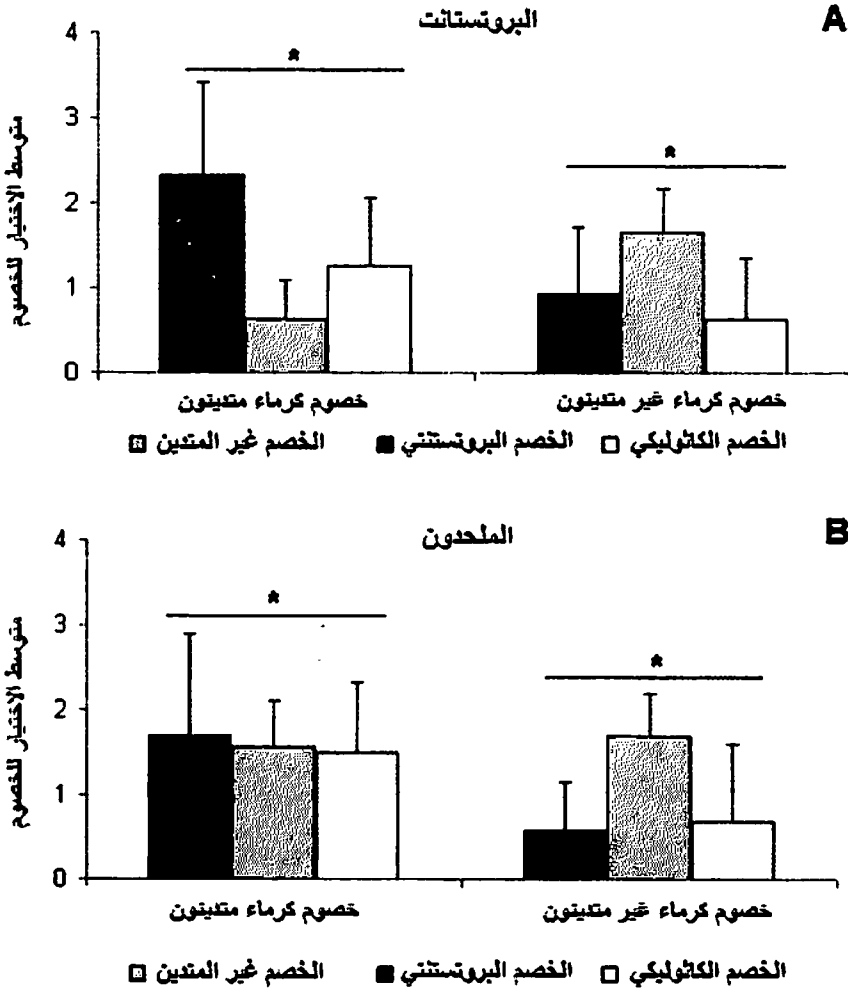 البروتستانت
A
متوسط الاختيار للخصوم
4
*
3
*
2
1
0
خصوم كرماء متدينون
خصوم كرماء غير متدينون
الخصم الكاثوليكي
الخصم البروتستنتي
الخصم غير المتدين
الملحدون
B
متوسط الاختيار للخصوم
4
*
3
*
2
1
0
خصوم كرماء متدينون
خصوم كرماء غير متدينون
الخصم الكاثوليكي
الخصم البروتستنتي
الخصم غير المتدين